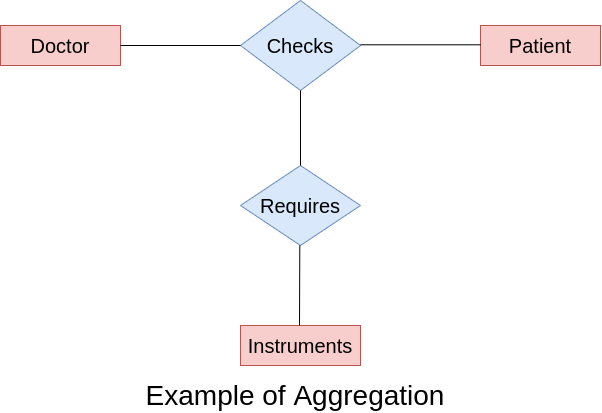 Doctor
Checks
Patient
Requires
Instruments
Example of Aggregation